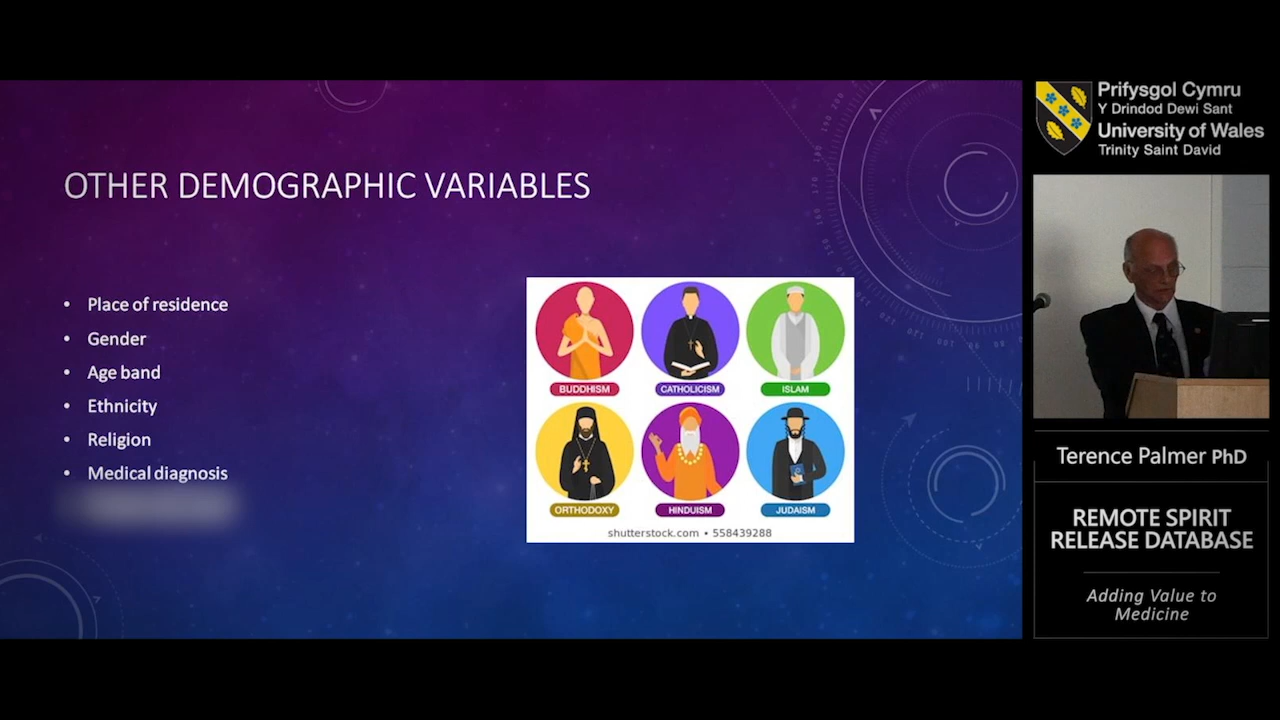 OTHER DEMOGRAPHIC VARIABLES
• Place of residence
• Gender
• Age band
• Ethnicity
• Religion
• Medical diagnosis
BUDDHISM
CATHOLICISM
ISLAM
ORTHODOXY
HINDUISM
JUDAISM
shutterstock.com • 558439288
Prifysgol Cymru
Y Drindod Dewi Sant
University of Wales
Trinity Saint David
Terence Palmer PhD
REMOTE SPIRIT
RELEASE DATABASE
Adding Value to
Medicine